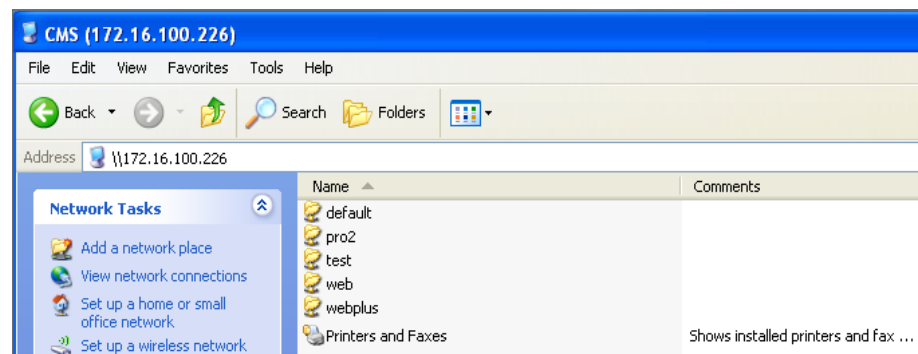 CMS (172.16.100.226)
File Edit View Favorites Tools Help
Back Search Folders
Address \\172.16.100.226
Name Comments
Network Tasks
Add a network place
View network connections
Set up a home or small
office network
Set up a wireless network
default
pro2
test
web
webplus
Printers and Faxes Shows installed printers and fax ...